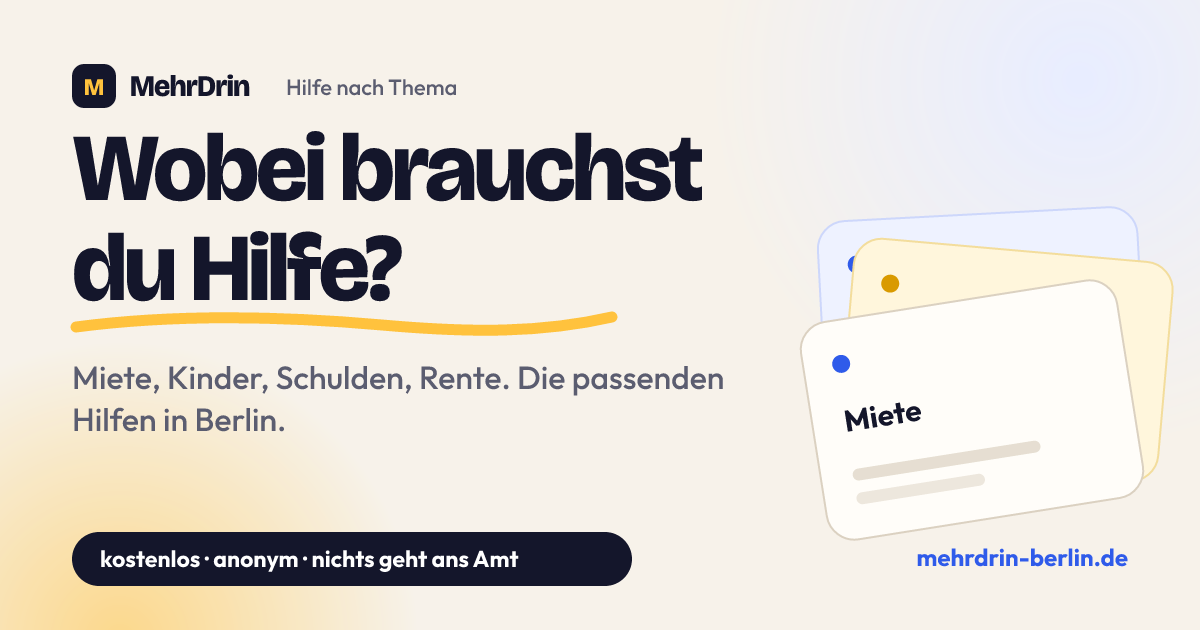 M MehrDrin Hilfe nach Thema
Wobei brauchst
du Hilfe?
Miete, Kinder, Schulden, Rente. Die passenden
Hilfen in Berlin.
Miete
kostenlos · anonym · nichts geht ans Amt
mehrdrin-berlin.de